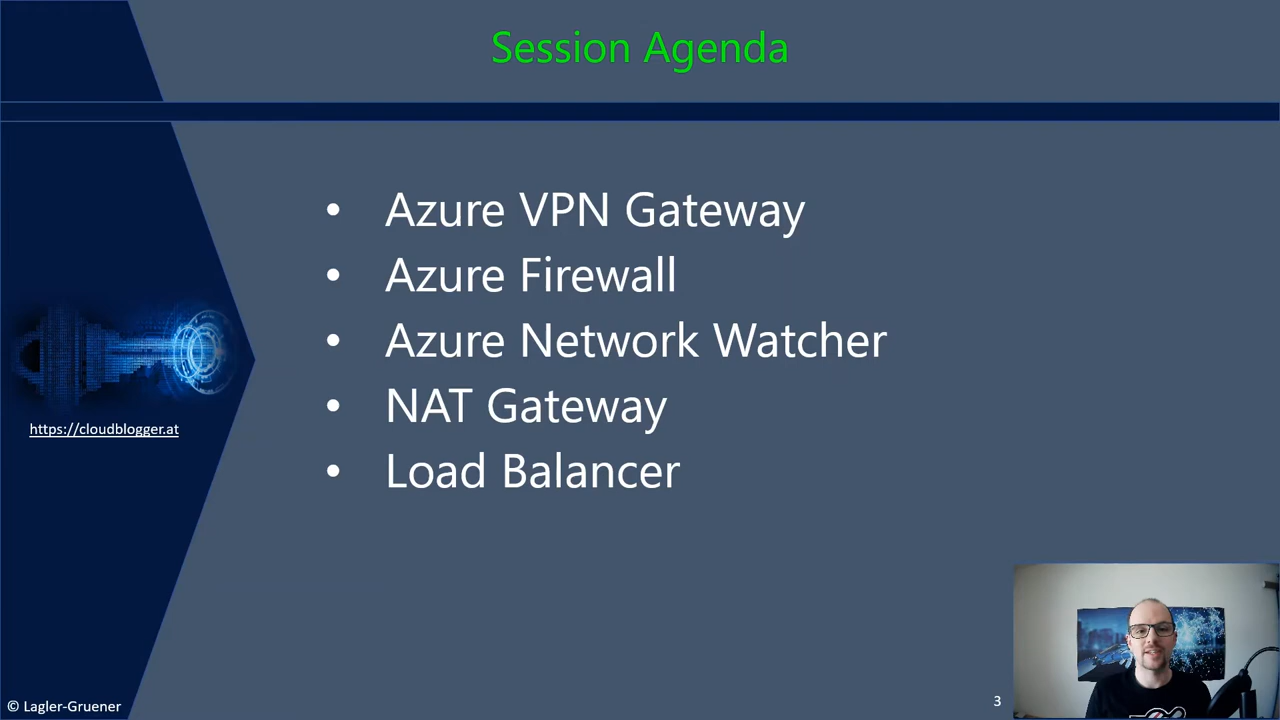 Session Agenda
• Azure VPN Gateway
• Azure Firewall
• Azure Network Watcher
• NAT Gateway
• Load Balancer
https://cloudblogger.at
© Lagler-Gruener
3